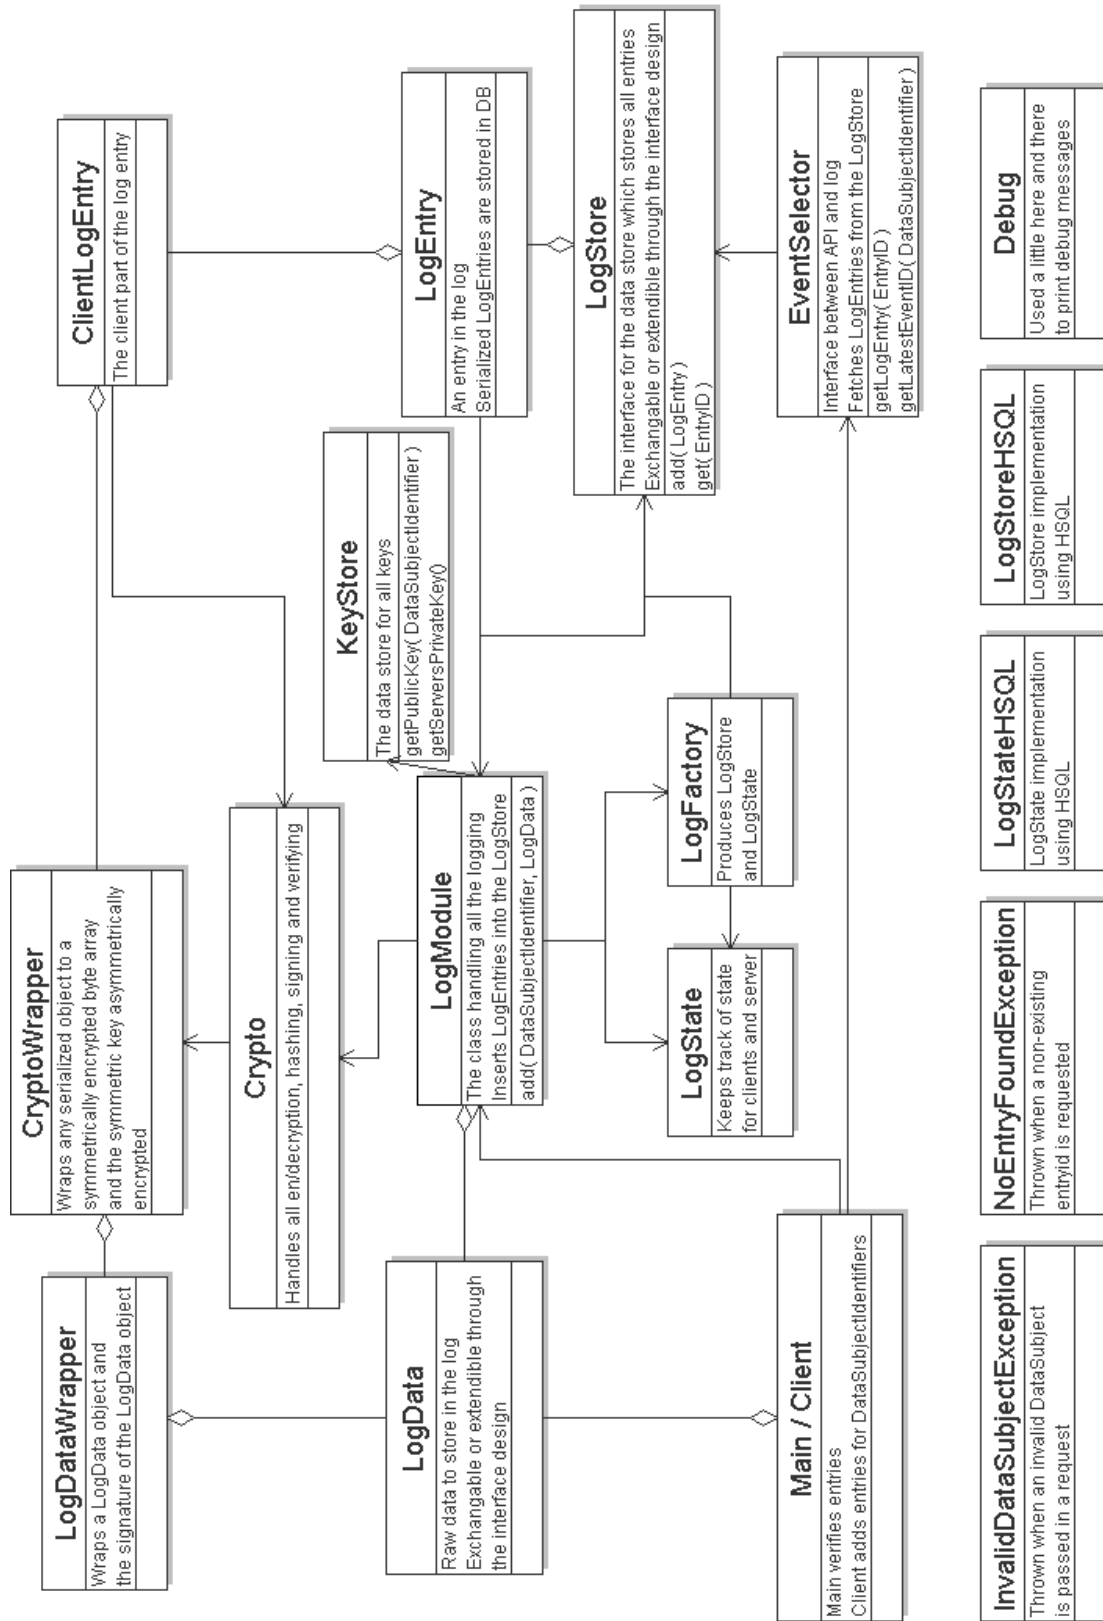 LogDataWrapper
Wraps a LogData object and
the signature of the LogData object
CryptoWrapper
Wraps any serialized object to a
symmetrically encrypted byte array
and the symmetric key asymmetrically
encrypted
ClientLogEntry
The client part of the log entry
Crypto
Handles all en/decryption, hashing, signing and verifying
KeyStore
The data store for all keys
getPublicKey( DataSubjectIdentifier )
getServersPrivateKey()
LogEntry
An entry in the log
Serialized LogEntries are stored in DB
LogData
Raw data to store in the log
Exchangable or extendible through
the interface design
LogModule
The class handling all the logging
Inserts LogEntries into the LogStore
add( DataSubjectIdentifier, LogData )
LogStore
The interface for the data store which stores all entries
Exchangable or extendible through the interface design
add( LogEntry )
get( EntryID )
LogState
Keeps track of state
for clients and server
LogFactory
Produces LogStore
and LogState
Main / Client
Main verifies entries
Client adds entries for DataSubjectIdentifiers
EventSelector
Interface between API and log
Fetches LogEntries from the LogStore
getLogEntry( EntryID )
getLatestEventID( DataSubjectIdentifier )
InvalidDataSubjectException
Thrown when an invalid DataSubject
is passed in a request
NoEntryFoundException
Thrown when a non-existing
entryid is requested
LogStateHSQL
LogState implementation
using HSQL
LogStoreHSQL
LogStore implementation
using HSQL
Debug
Used a little here and there
to print debug messages